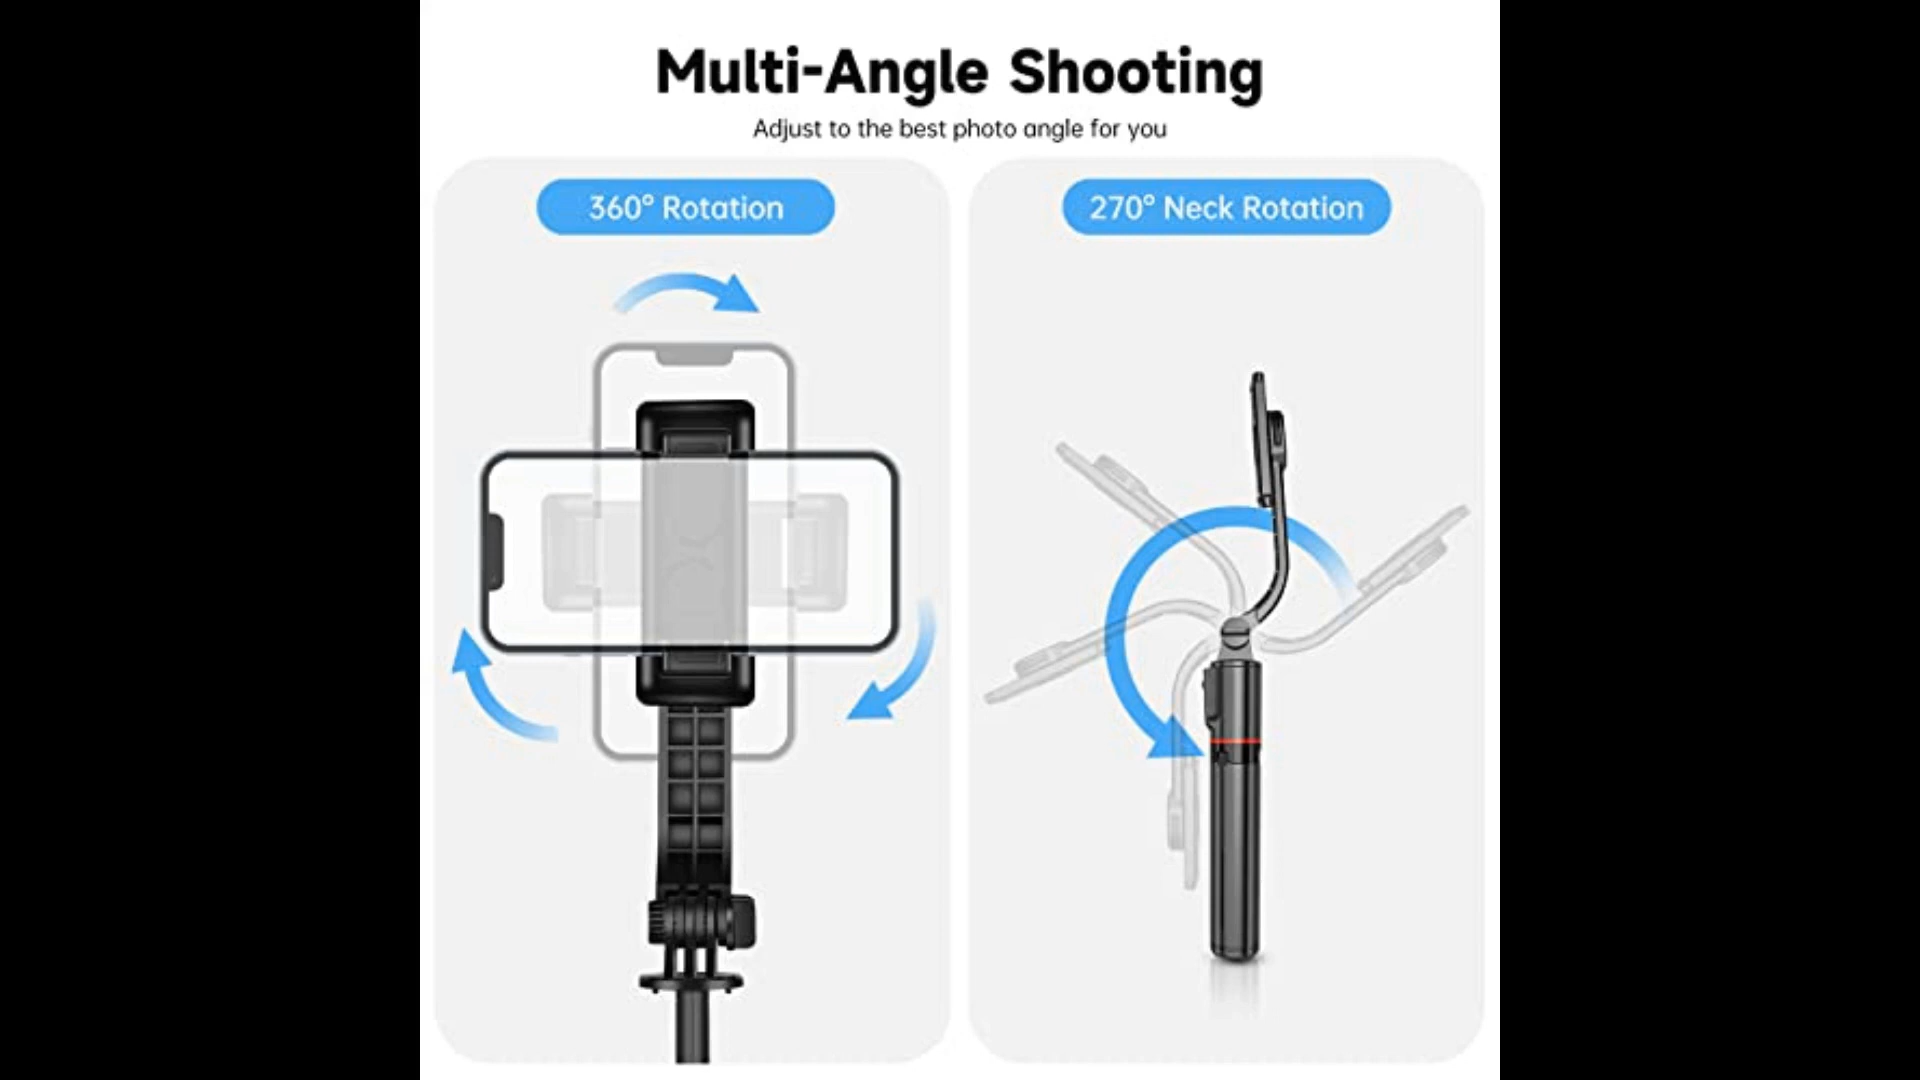 Multi-Angle Shooting
Adjust to the best photo angle for you
360° Rotation
270° Neck Rotation